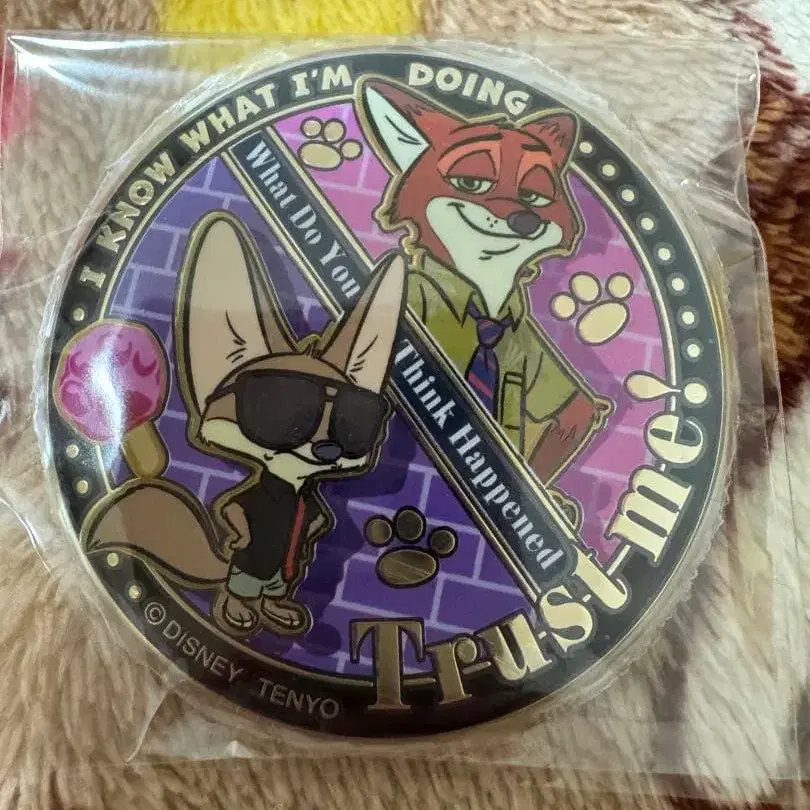 I KNOW WHAT I'M DOING
What Do You Think Happened
Trust me!
© DISNEY TENYO